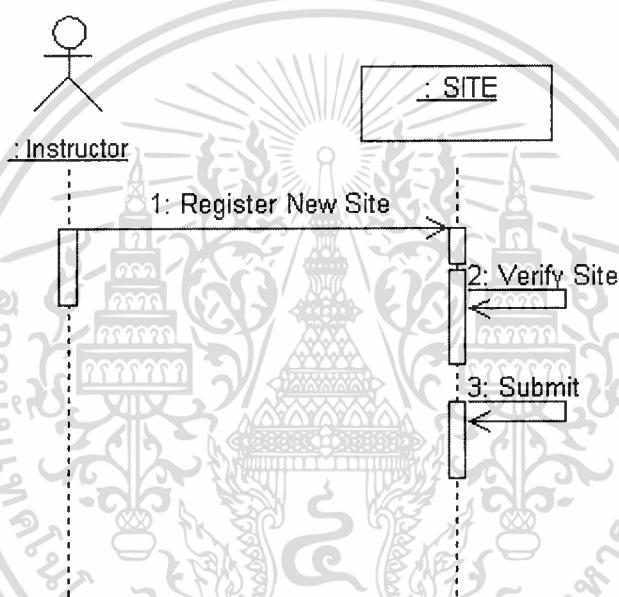 : SITE
: Instructor
1: Register New Site
2: Verify Site
3: Submit